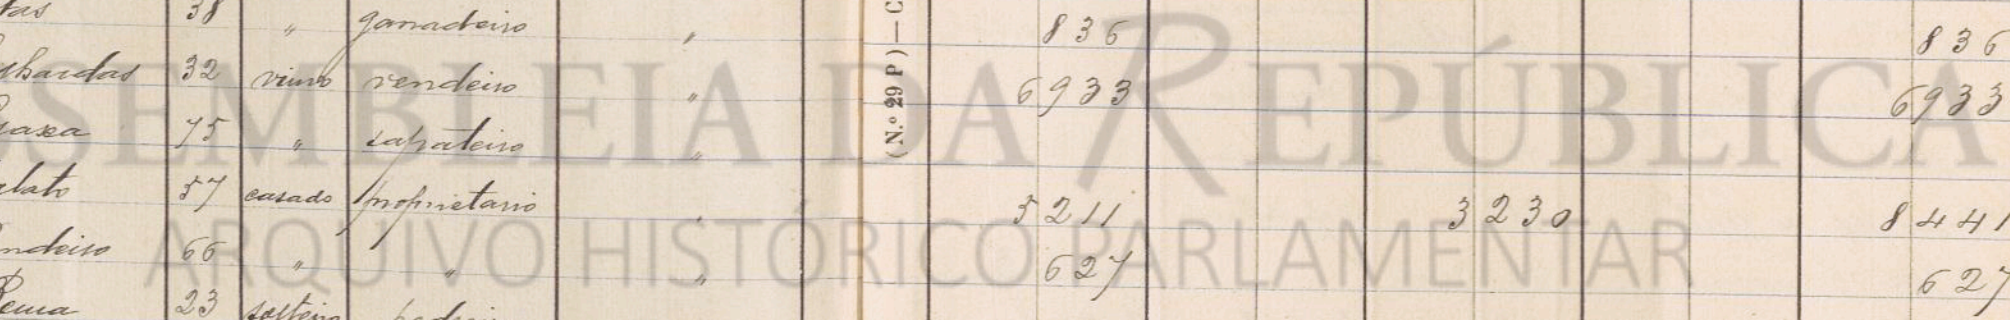 38 " ganadeiro " 836 836
32 viuvo rendeiro " 6933 6933
75 " sapateiro "
57 casado proprietario " 5211 3230 8441
66 " " " 627 627
23 solteiro
(N.º 29 P) — C
ASSEMBLEIA DA REPÚBLICA
ARQUIVO HISTÓRICO PARLAMENTAR